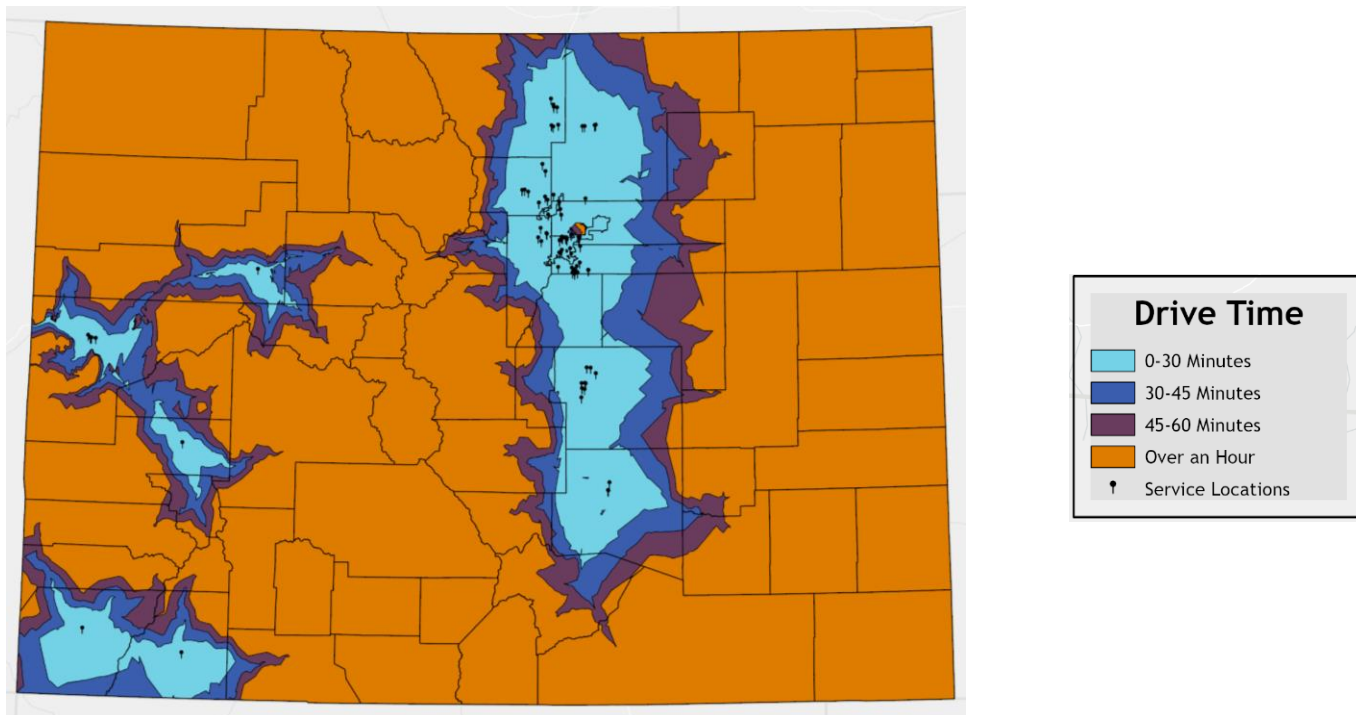 Drive Time
0-30 Minutes
30-45 Minutes
45-60 Minutes
Over an Hour
Service Locations